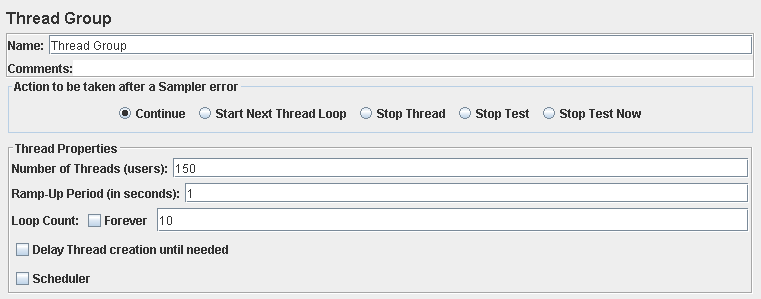 Thread Group
Name: Thread Group
Comments:
Action to be taken after a Sampler error
Continue Start Next Thread Loop Stop Thread Stop Test Stop Test Now
Thread Properties
Number of Threads (users): 150
Ramp-Up Period (in seconds): 1
Loop Count: Forever 10
Delay Thread creation until needed
Scheduler